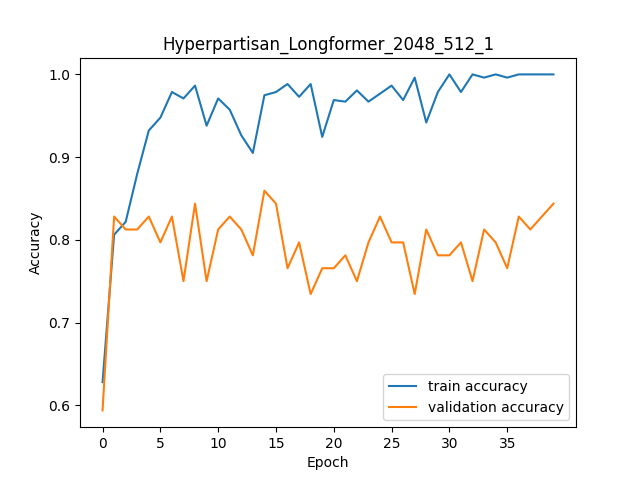 Hyperpartisan_Longformer_2048_512_1
1.0
0.9
0.8
0.7
0.6
Accuracy
train accuracy
validation accuracy
0 5 10 15 20 25 30 35
Epoch